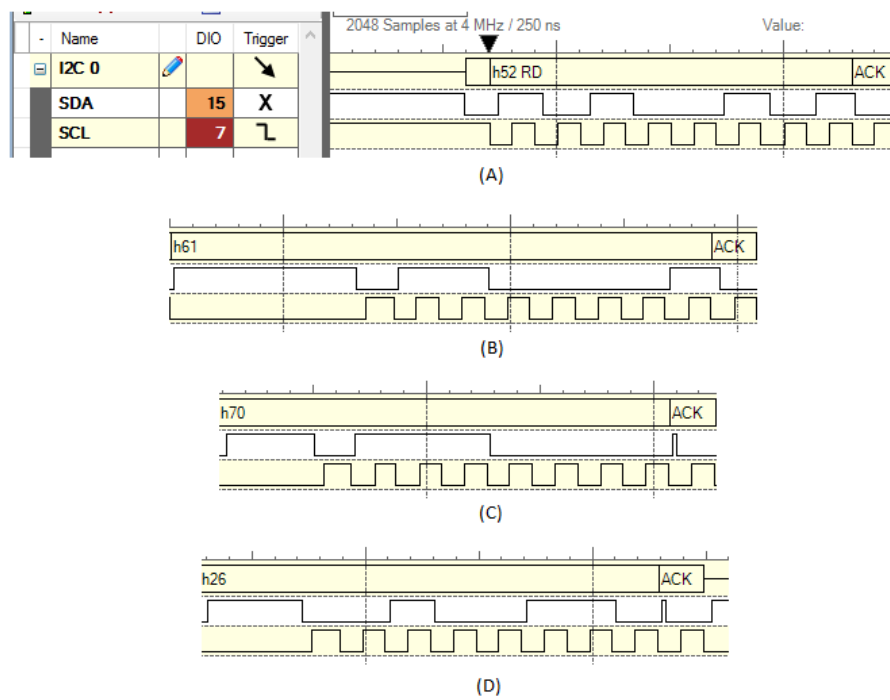 2048 Samples at 4 MHz / 250 ns Value:
- Name DIO Trigger
I2C 0 h52 RD ACK
SDA 15 X
SCL 7
(A)
h61 ACK
(B)
h70 ACK
(C)
h26 ACK
(D)